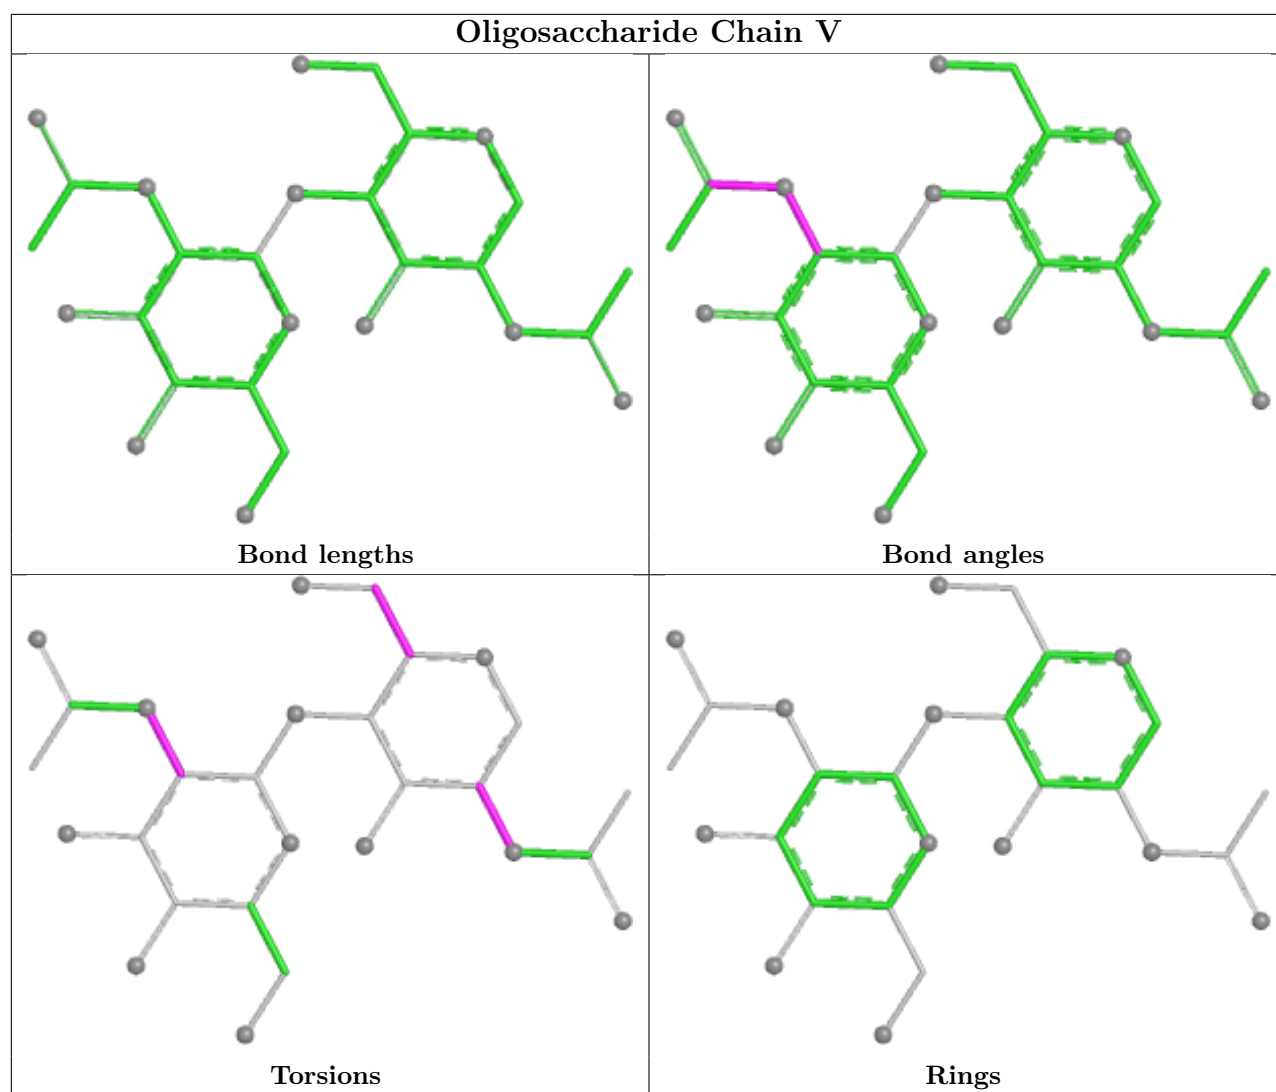 Oligosaccharide Chain V
Bond lengths
Bond angles
Torsions
Rings